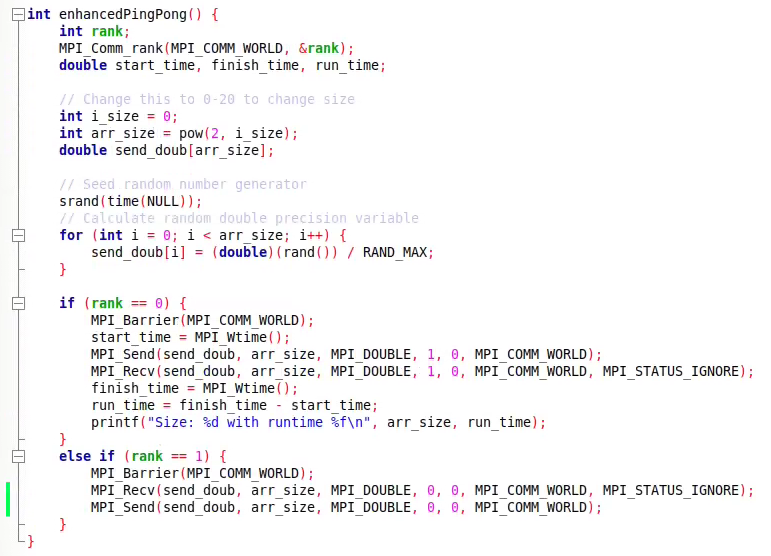 int enhancedPingPong() {
    int rank;
    MPI_Comm_rank(MPI_COMM_WORLD, &rank);
    double start_time, finish_time, run_time;

    // Change this to 0-20 to change size
    int i_size = 0;
    int arr_size = pow(2, i_size);
    double send_doub[arr_size];

    // Seed random number generator
    srand(time(NULL));
    // Calculate random double precision variable
    for (int i = 0; i < arr_size; i++) {
        send_doub[i] = (double)(rand()) / RAND_MAX;
    }

    if (rank == 0) {
        MPI_Barrier(MPI_COMM_WORLD);
        start_time = MPI_Wtime();
        MPI_Send(send_doub, arr_size, MPI_DOUBLE, 1, 0, MPI_COMM_WORLD);
        MPI_Recv(send_doub, arr_size, MPI_DOUBLE, 1, 0, MPI_COMM_WORLD, MPI_STATUS_IGNORE);
        finish_time = MPI_Wtime();
        run_time = finish_time - start_time;
        printf("Size: %d with runtime %f\n", arr_size, run_time);
    }
    else if (rank == 1) {
        MPI_Barrier(MPI_COMM_WORLD);
        MPI_Recv(send_doub, arr_size, MPI_DOUBLE, 0, 0, MPI_COMM_WORLD, MPI_STATUS_IGNORE);
        MPI_Send(send_doub, arr_size, MPI_DOUBLE, 0, 0, MPI_COMM_WORLD);
    }
}